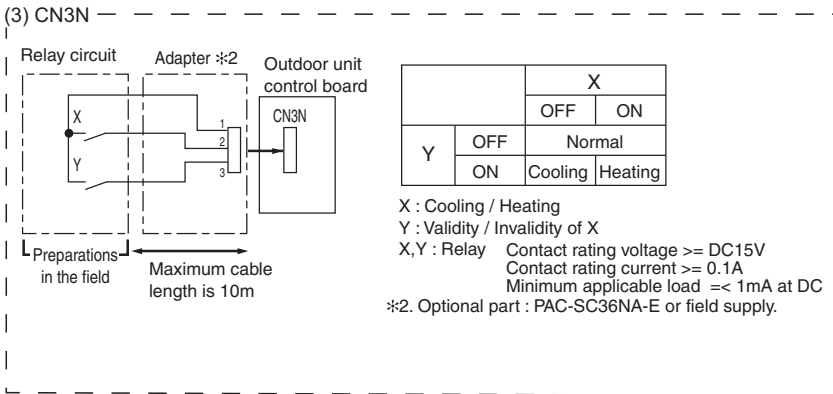 (3) CN3N
Relay circuit
Adapter ✻2
Outdoor unit
control board
X
Y
1
2
3
CN3N
Preparations
in the field
Maximum cable
length is 10m
X
OFF ON
Y OFF Normal
ON Cooling Heating
X : Cooling / Heating
Y : Validity / Invalidity of X
X,Y : Relay Contact rating voltage >= DC15V
Contact rating current >= 0.1A
Minimum applicable load =< 1mA at DC
✻2. Optional part : PAC-SC36NA-E or field supply.